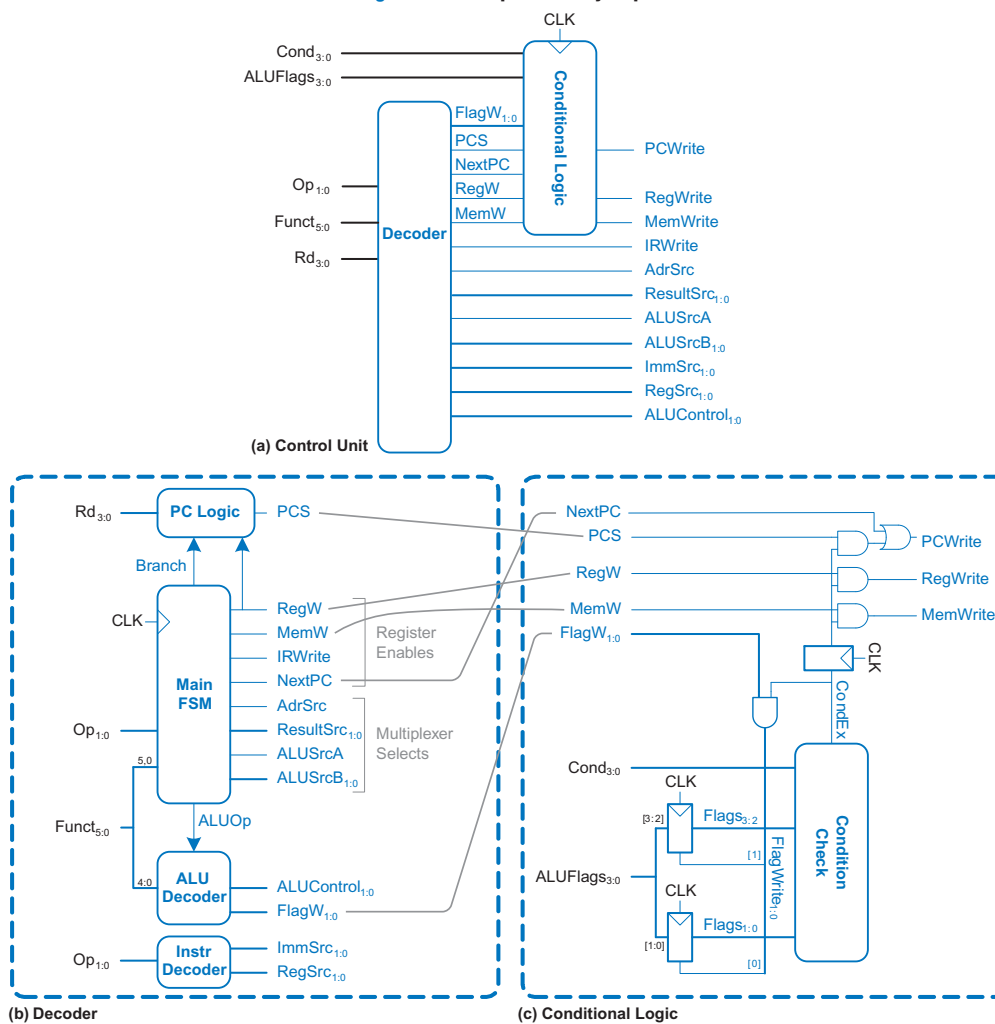 CLK
Cond3:0
ALUFlags3:0
FlagW1:0
PCS
PCWrite
NextPC
Op1:0
RegW
RegWrite
Funct5:0
MemW
MemWrite
Decoder
Conditional Logic
IRWrite
Rd3:0
AdrSrc
ResultSrc1:0
ALUSrcA
ALUSrcB1:0
ImmSrc1:0
RegSrc1:0
ALUControl1:0
(a) Control Unit
Rd3:0
PC Logic
PCS
Branch
CLK
RegW
MemW
IRWrite
NextPC
Register
Enables
Main
FSM
AdrSrc
Op1:0
ResultSrc1:0
ALUSrcA
ALUSrcB1:0
Multiplexer
Selects
5,0
Funct5:0
ALUOp
4:0
ALU
Decoder
ALUControl1:0
FlagW1:0
Op1:0
Instr
Decoder
ImmSrc1:0
RegSrc1:0
(b) Decoder
NextPC
PCS
PCWrite
RegW
RegWrite
MemW
MemWrite
FlagW1:0
CLK
CondEx
Cond3:0
CLK
[3:2]
Flags3:2
[1]
FlagWrite1:0
Condition
Check
ALUFlags3:0
CLK
Flags1:0
[1:0]
[0]
(c) Conditional Logic